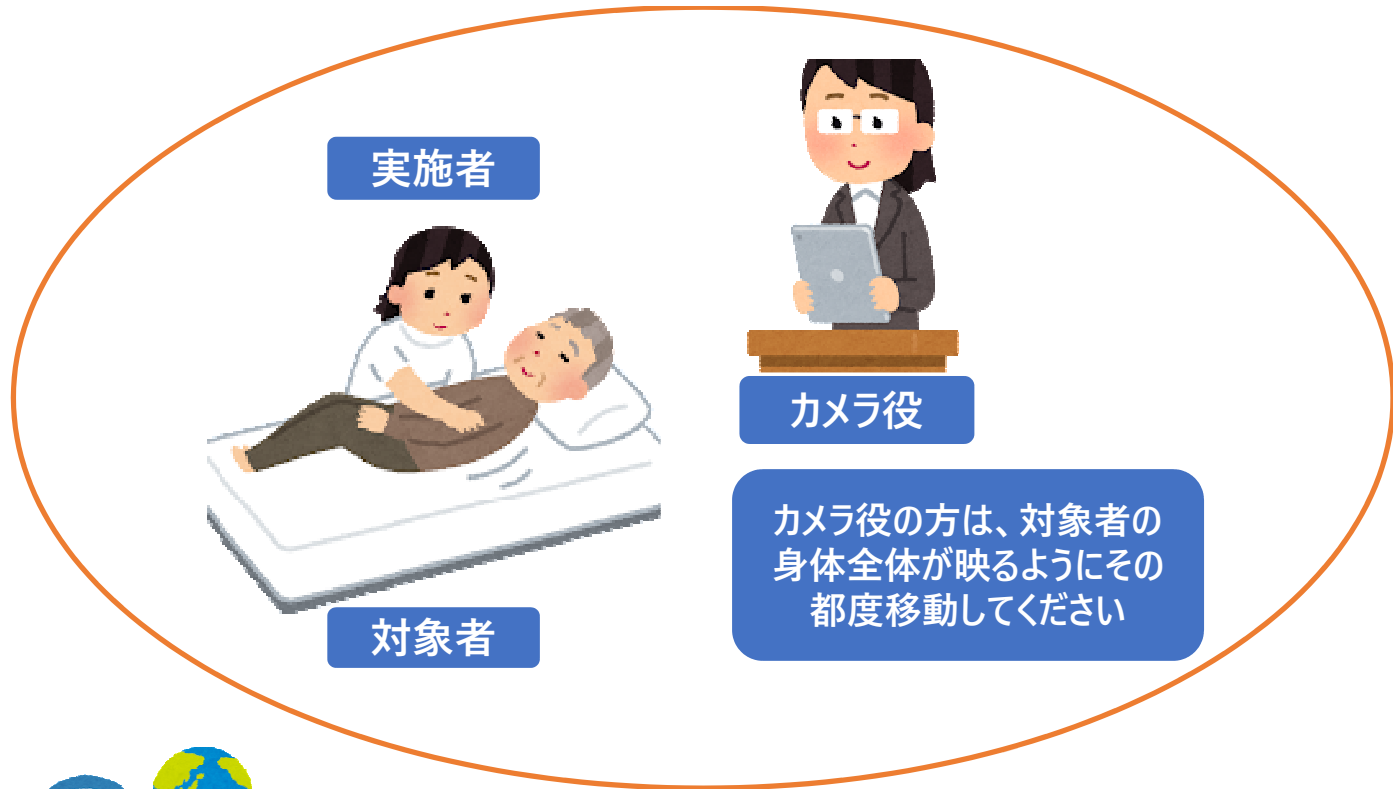 実施者
カメラ役
カメラ役の方は、対象者の
身体全体が映るようにその
都度移動してください
対象者